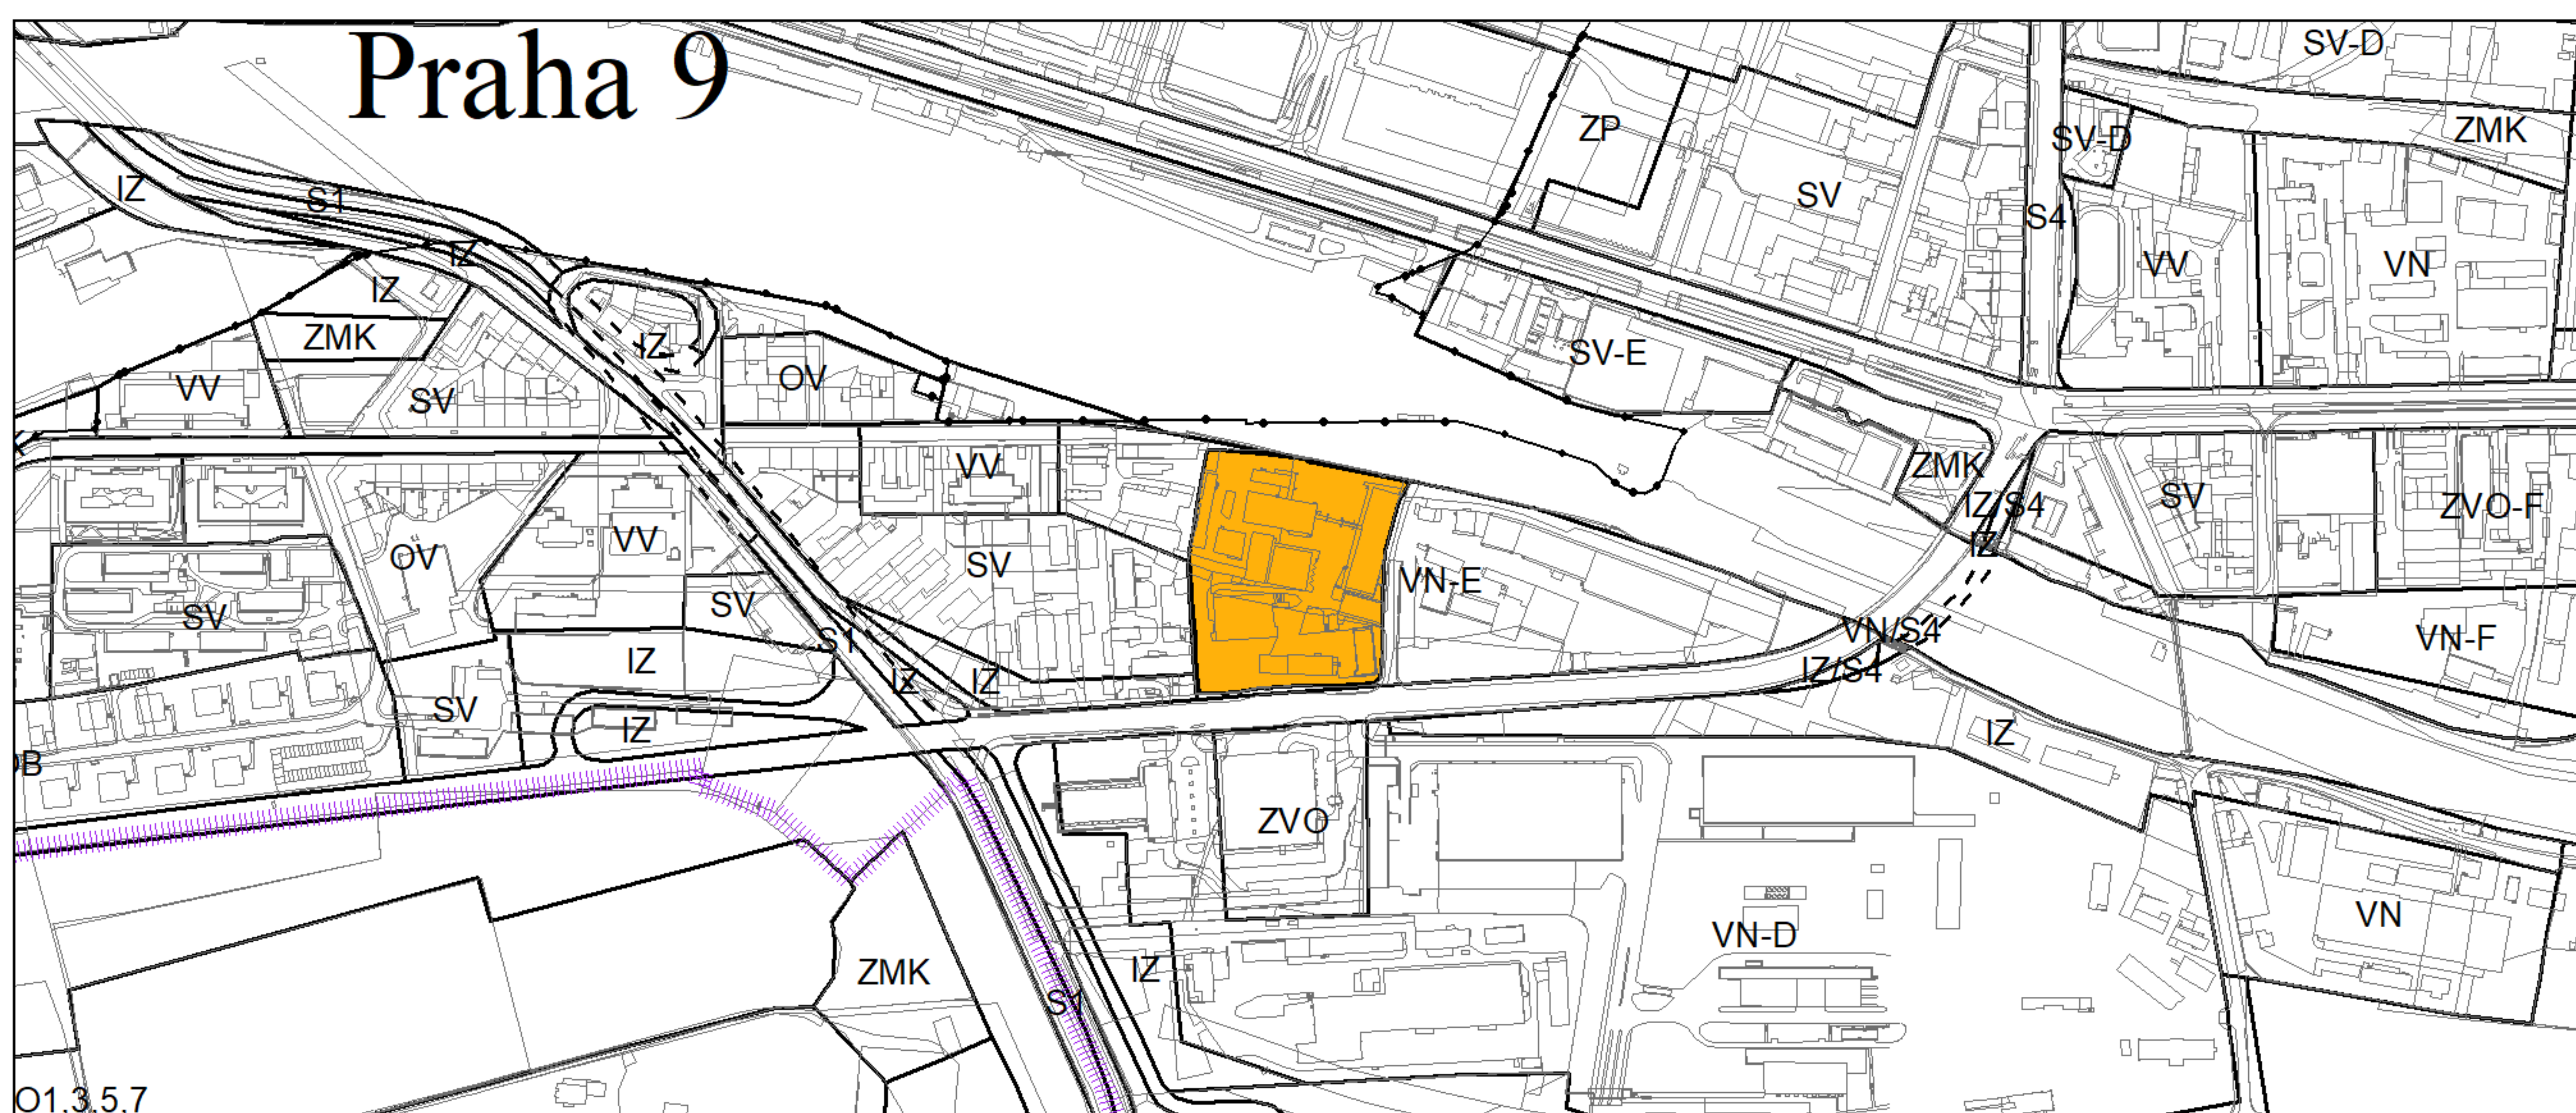 Praha 9
SV-D
ZP
SV-D
ZMK
IZ
S1
SV
S4
IZ
VV
VN
IZ
ZMK
IZ
SV-E
OV
VV
SV
ZMK
VV
IZ/S4
SV
ZVO-F
OV
VV
IZ
SV
VN-E
SV
SV
S1
VN/S4
VN-F
IZ
IZ
IZ
IZ/S4
SV
IZ
IZ
OB
ZVO
VN
VN-D
ZMK
IZ
S1
O1,3,5,7